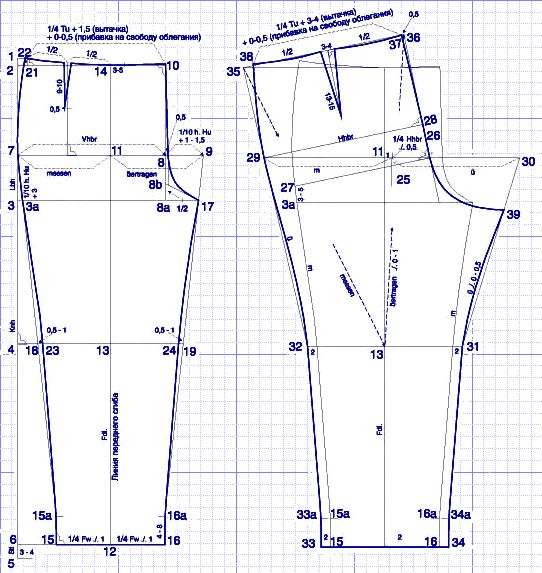 1/4 Tu + 1,5 (вытачка)
+ 0-0,5 (прибавка на свободу облегания)
22
1/2
1/2
1
2
21
14
3-5
10
9-10
0,5
0,5
1/10 h. Hu
+ 1 - 1,5
Vhbr
7
11
8
9
messen
8b
1/10 h. Hu
+ 3
3
3a
8a
1/2
17
Knh
0,5 - 1
0,5 - 1
4
18
23
13
24
19
Fdl.
Линия переднего сгиба
15a
16a
4 - 8
6
15
1/4 Fw ./. 1
1/4 Fw ./. 1
16
12
3 - 4
5
1/4 Tu + 3-4 (вытачка)
+ 0-0,5 (прибавка на свободу облегания)
0,5
38
1/2
3-4
1/2
37
36
35
13-15
28
Hhbr
1/4 Hhbr
./. 0,5
26
29
11
30
m
25
0
27
3 - 5
3a
39
0
m
messen
./. 0 - 1
0 ./. 0 - 0,5
m
32
2
13
2
31
Fdl.
15a
16a
34a
33a
33
2
15
2
16
34